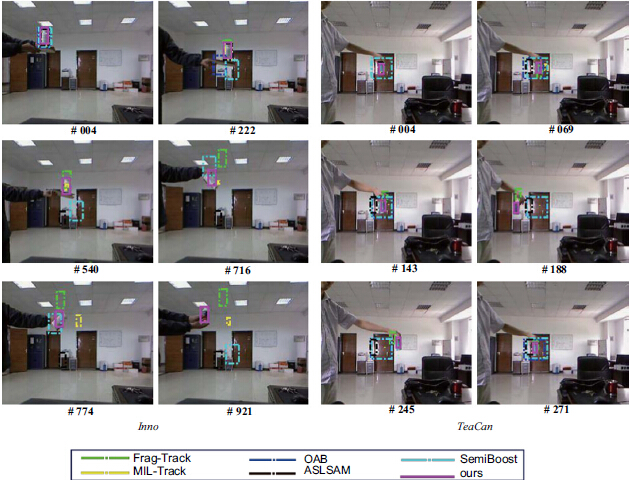 # 004
# 222
# 004
# 069
# 540
# 716
# 143
# 188
# 774
# 921
# 245
# 271
Inno
TeaCan
Frag-Track
OAB
SemiBoost
MIL-Track
ASLSAM
ours